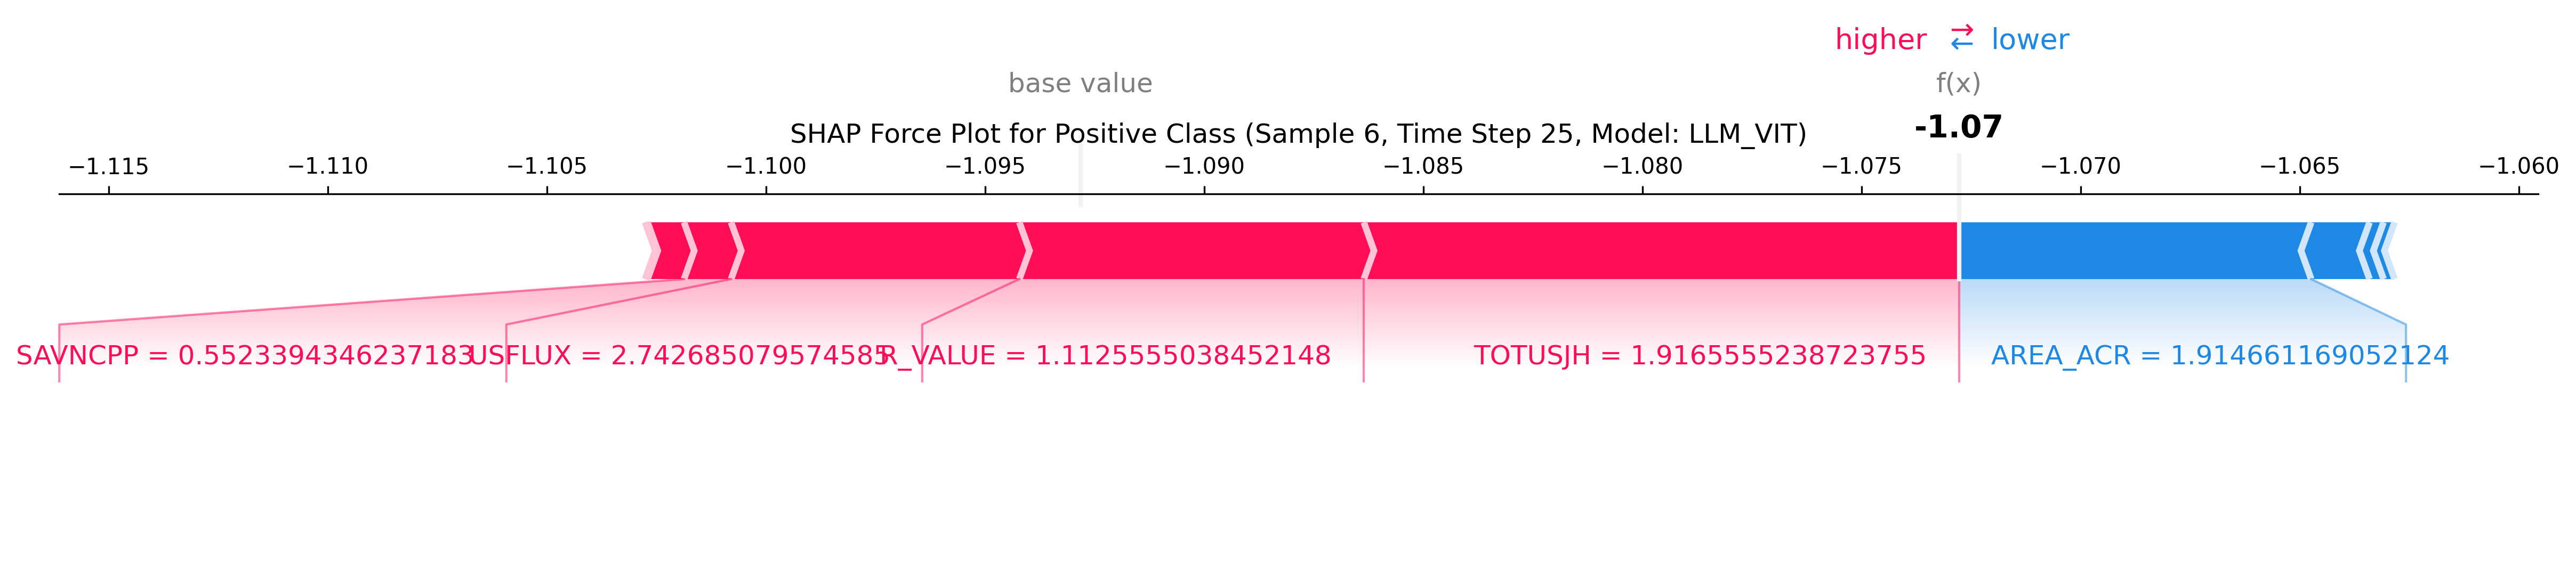 higher ⇄ lower
base value f(x)
SHAP Force Plot for Positive Class (Sample 6, Time Step 25, Model: LLM_VIT) -1.07
−1.115 −1.110 −1.105 −1.100 −1.095 −1.090 −1.085 −1.080 −1.075 −1.070 −1.065 −1.060
SAVNCPP = 0.5523394346237183 USFLUX = 2.742685079574585 R_VALUE = 1.1125555038452148 TOTUSJH = 1.9165555238723755 AREA_ACR = 1.914661169052124